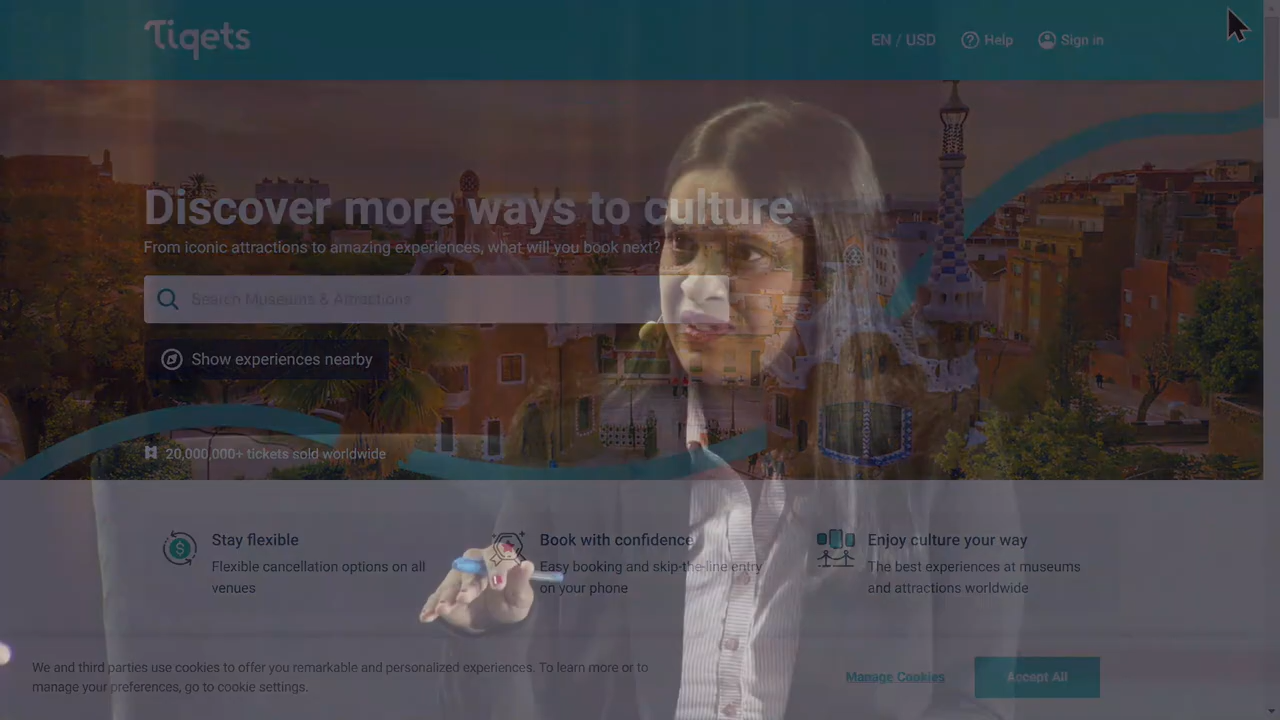 Tiqets
EN / USD
Help
Sign in
Discover more ways to culture
From iconic attractions to amazing experiences, what will you book next?
Search Museums & Attractions
Show experiences nearby
20,000,000+ tickets sold worldwide
Stay flexible
Flexible cancellation options on all
venues
Book with confidence
Easy booking and skip-the-line entry
on your phone
Enjoy culture your way
The best experiences at museums
and attractions worldwide
We and third parties use cookies to offer you remarkable and personalized experiences. To learn more or to
manage your preferences, go to cookie settings.
Manage Cookies
Accept All